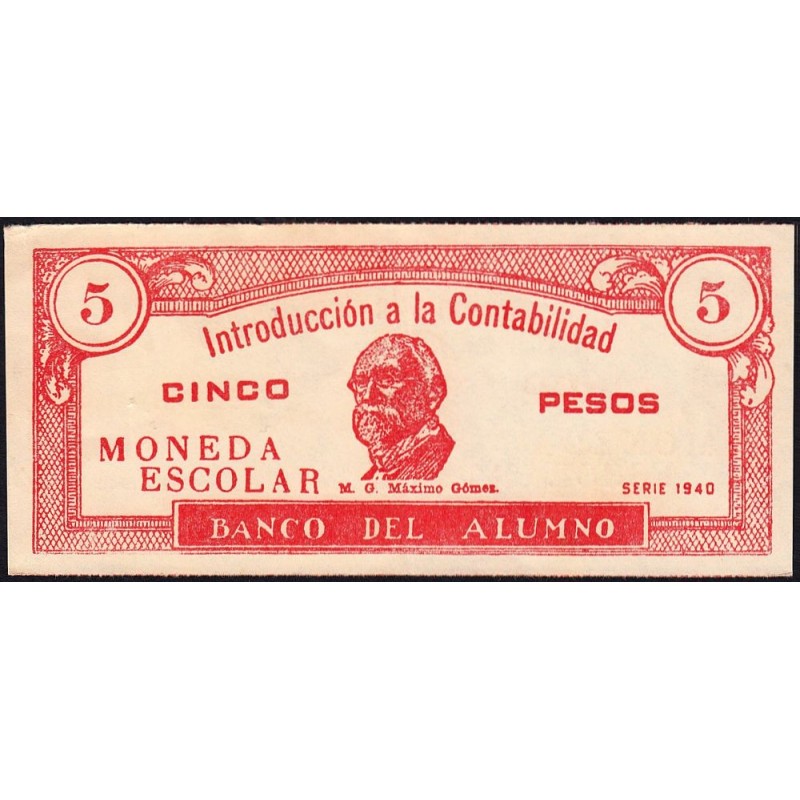 5 5
Introducción a la Contabilidad
CINCO PESOS
MONEDA
ESCOLAR
M. G. Máximo Gómez.
SERIE 1940
BANCO DEL ALUMNO